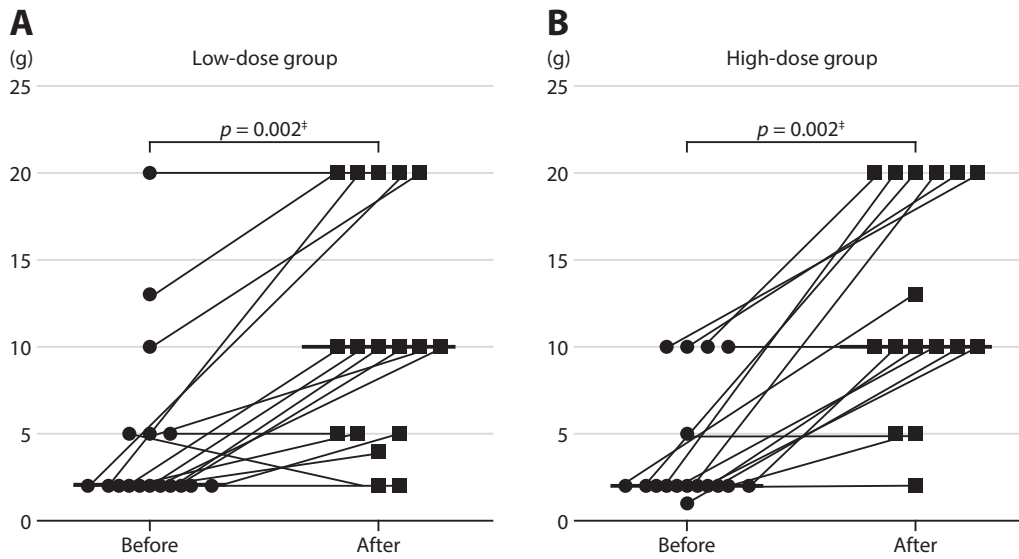 A
(g)
Low-dose group
25
p = 0.002‡
20
15
10
5
0
Before
After
B
(g)
High-dose group
25
p = 0.002‡
20
15
10
5
0
Before
After